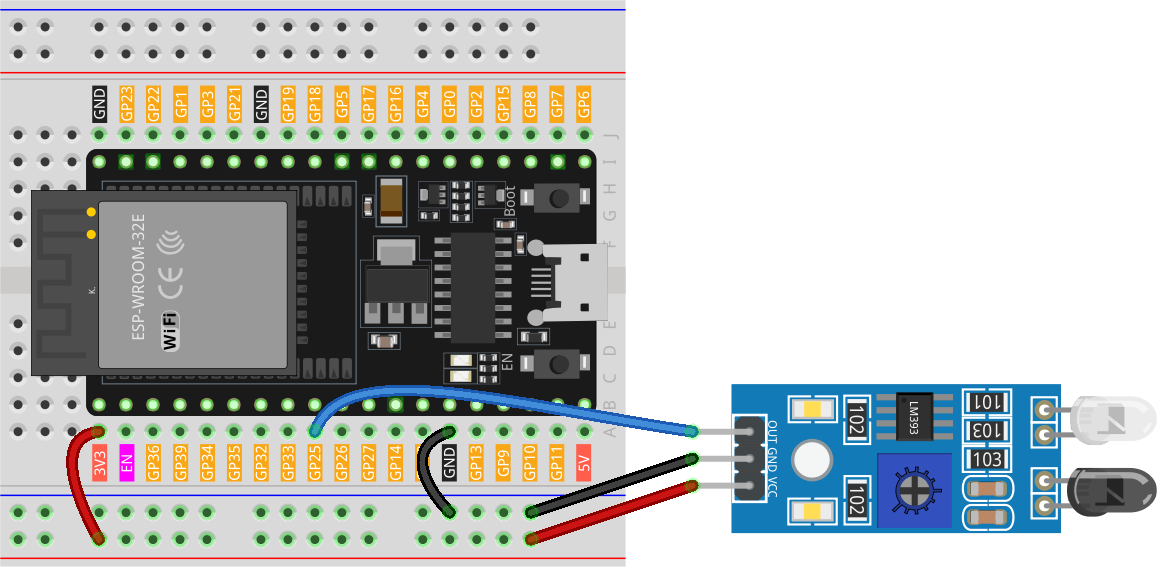 GND GP23 GP22 GP1 GP3 GP21 GND GP19 GP18 GP5 GP17 GP16 GP4 GP0 GP2 GP15 GP8 GP7 GP6
J
I
H
G
F
E
D
C
B
A
ESP-WROOM-32E
CE
WiFi
K.
Boot
EN
3V3 EN GP36 GP39 GP34 GP35 GP32 GP33 GP25 GP26 GP27 GP14 GND GP13 GP9 GP10 GP11 5V
OUT GND VCC
102
102
LM393
101
103
103